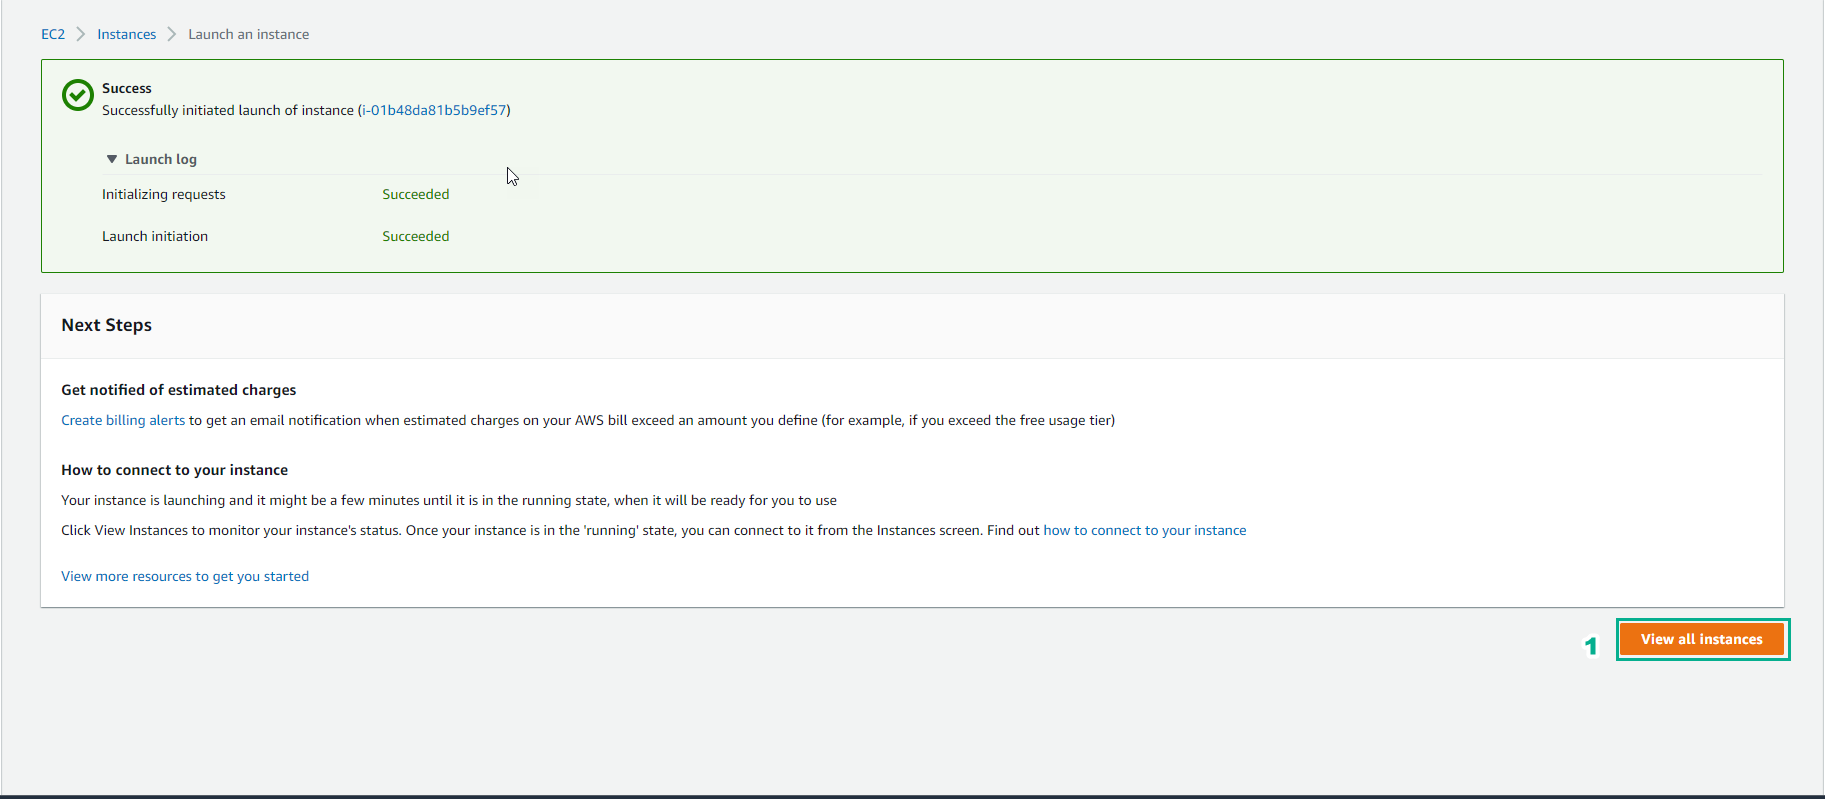 EC2 > Instances > Launch an instance
Success
Successfully initiated launch of instance (i-01b48da81b5b9ef57)
Launch log
Initializing requests Succeeded
Launch initiation Succeeded
Next Steps
Get notified of estimated charges
Create billing alerts to get an email notification when estimated charges on your AWS bill exceed an amount you define (for example, if you exceed the free usage tier)
How to connect to your instance
Your instance is launching and it might be a few minutes until it is in the running state, when it will be ready for you to use
Click View Instances to monitor your instance's status. Once your instance is in the 'running' state, you can connect to it from the Instances screen. Find out how to connect to your instance
View more resources to get you started
1 View all instances